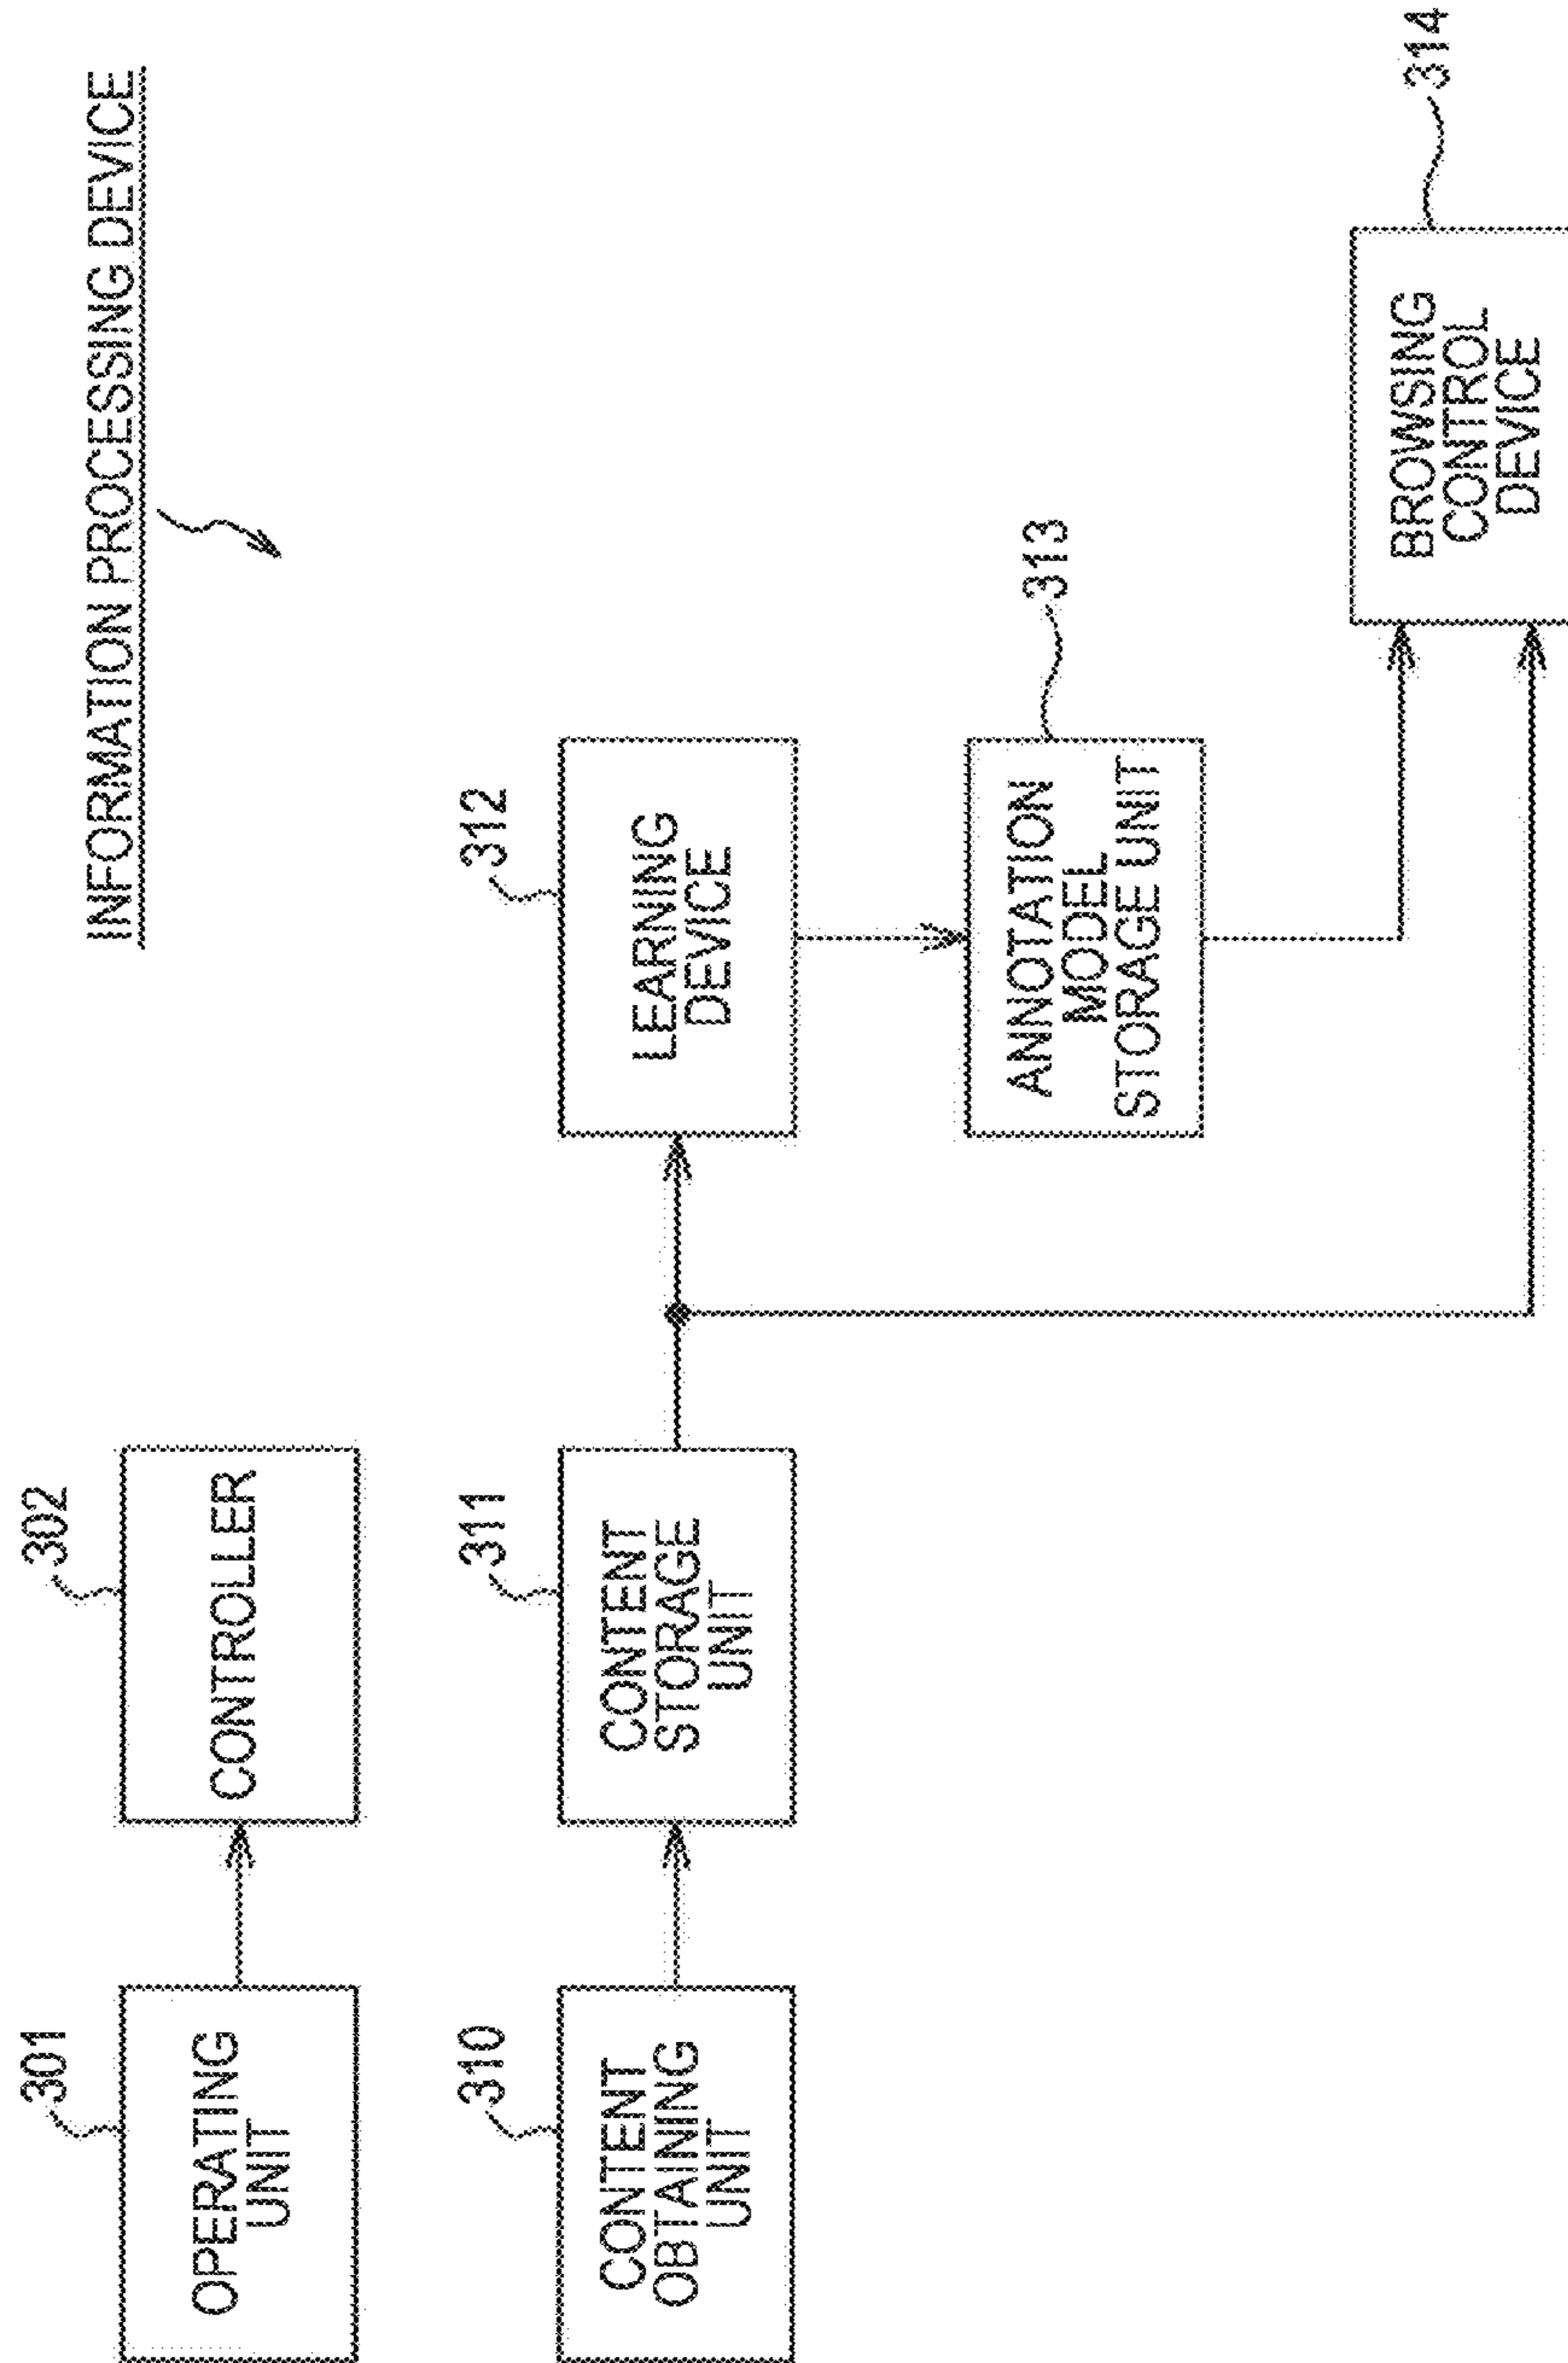 INFORMATION PROCESSING DEVICE
301
OPERATING
UNIT
302
CONTROLLER
310
CONTENT
OBTAINING
UNIT
311
CONTENT
STORAGE
UNIT
312
LEARNING
DEVICE
313
ANNOTATION
MODEL
STORAGE UNIT
314
BROWSING
CONTROL
DEVICE